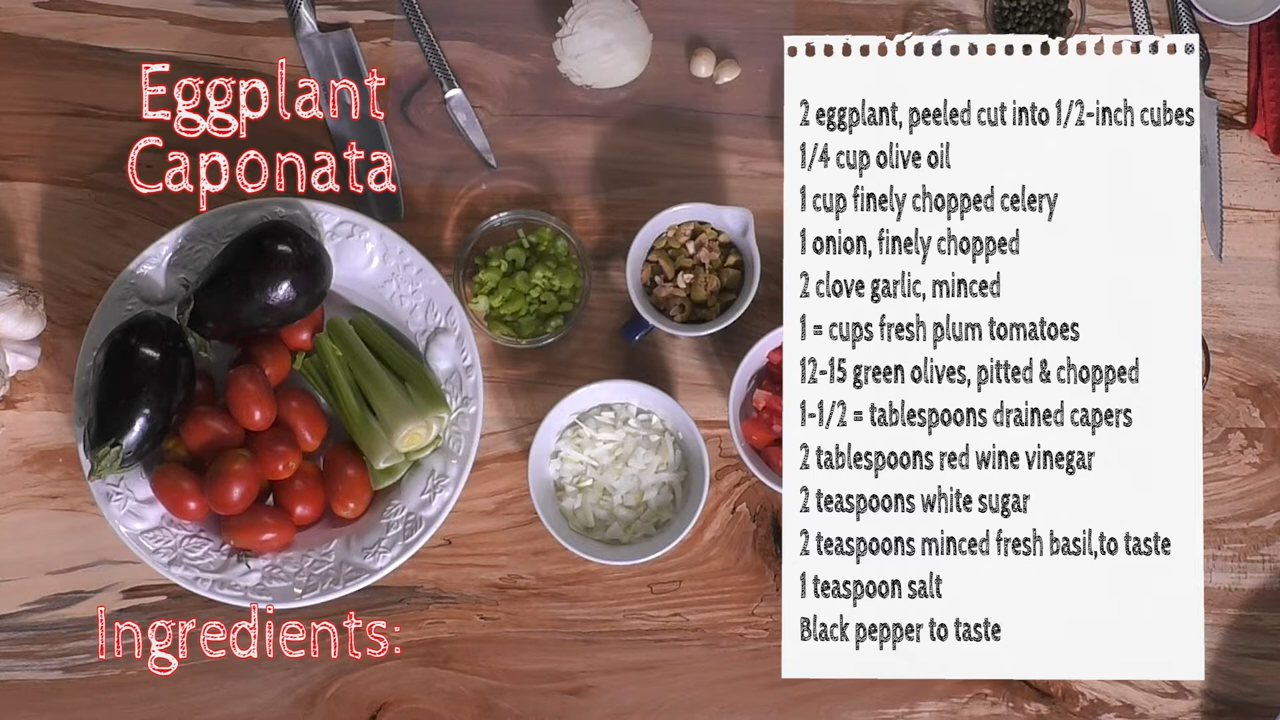 Eggplant
Caponata
Ingredients:
2 eggplant, peeled cut into 1/2-inch cubes
1/4 cup olive oil
1 cup finely chopped celery
1 onion, finely chopped
2 clove garlic, minced
1 = cups fresh plum tomatoes
12-15 green olives, pitted & chopped
1-1/2 = tablespoons drained capers
2 tablespoons red wine vinegar
2 teaspoons white sugar
2 teaspoons minced fresh basil,to taste
1 teaspoon salt
Black pepper to taste